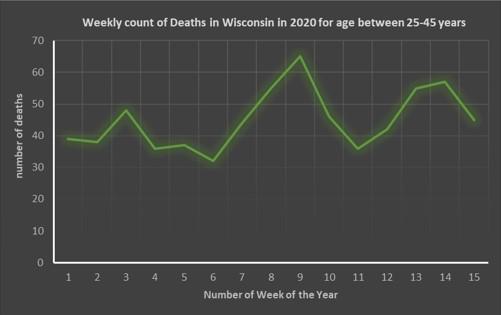 Weekly count of Deaths in Wisconsin in 2020 for age between 25-45 years
70
60
50
40
30
20
10
0
number of deaths
1 2 3 4 5 6 7 8 9 10 11 12 13 14 15
Number of Week of the Year